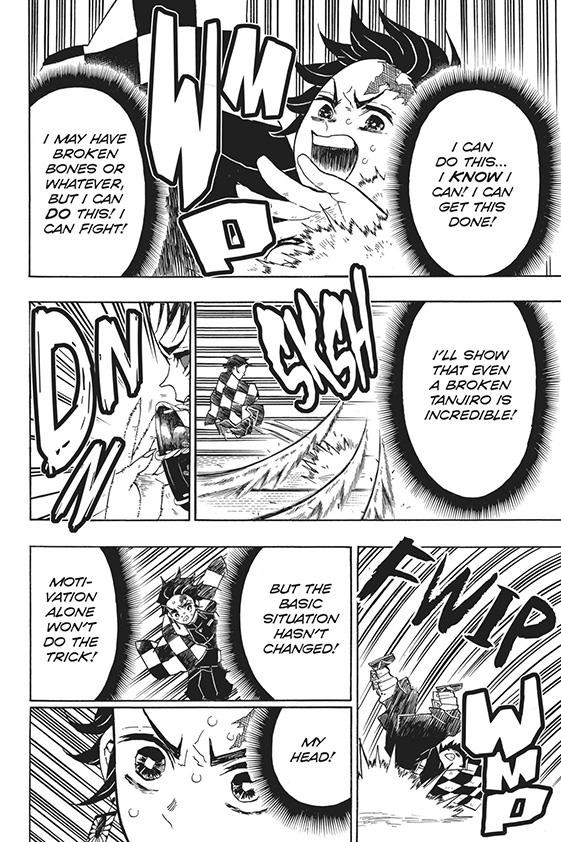 I CAN
DO THIS...
I KNOW I
CAN! I CAN
GET THIS
DONE!
WMP
I MAY HAVE
BROKEN
BONES OR
WHATEVER,
BUT I CAN
DO THIS! I
CAN FIGHT!
I'LL SHOW
THAT EVEN
A BROKEN
TANJIRO IS
INCREDIBLE!
SKSH
DNN
FWIP
WMP
BUT THE
BASIC
SITUATION
HASN'T
CHANGED!
MOTI-
VATION
ALONE
WON'T
DO THE
TRICK!
MY
HEAD!